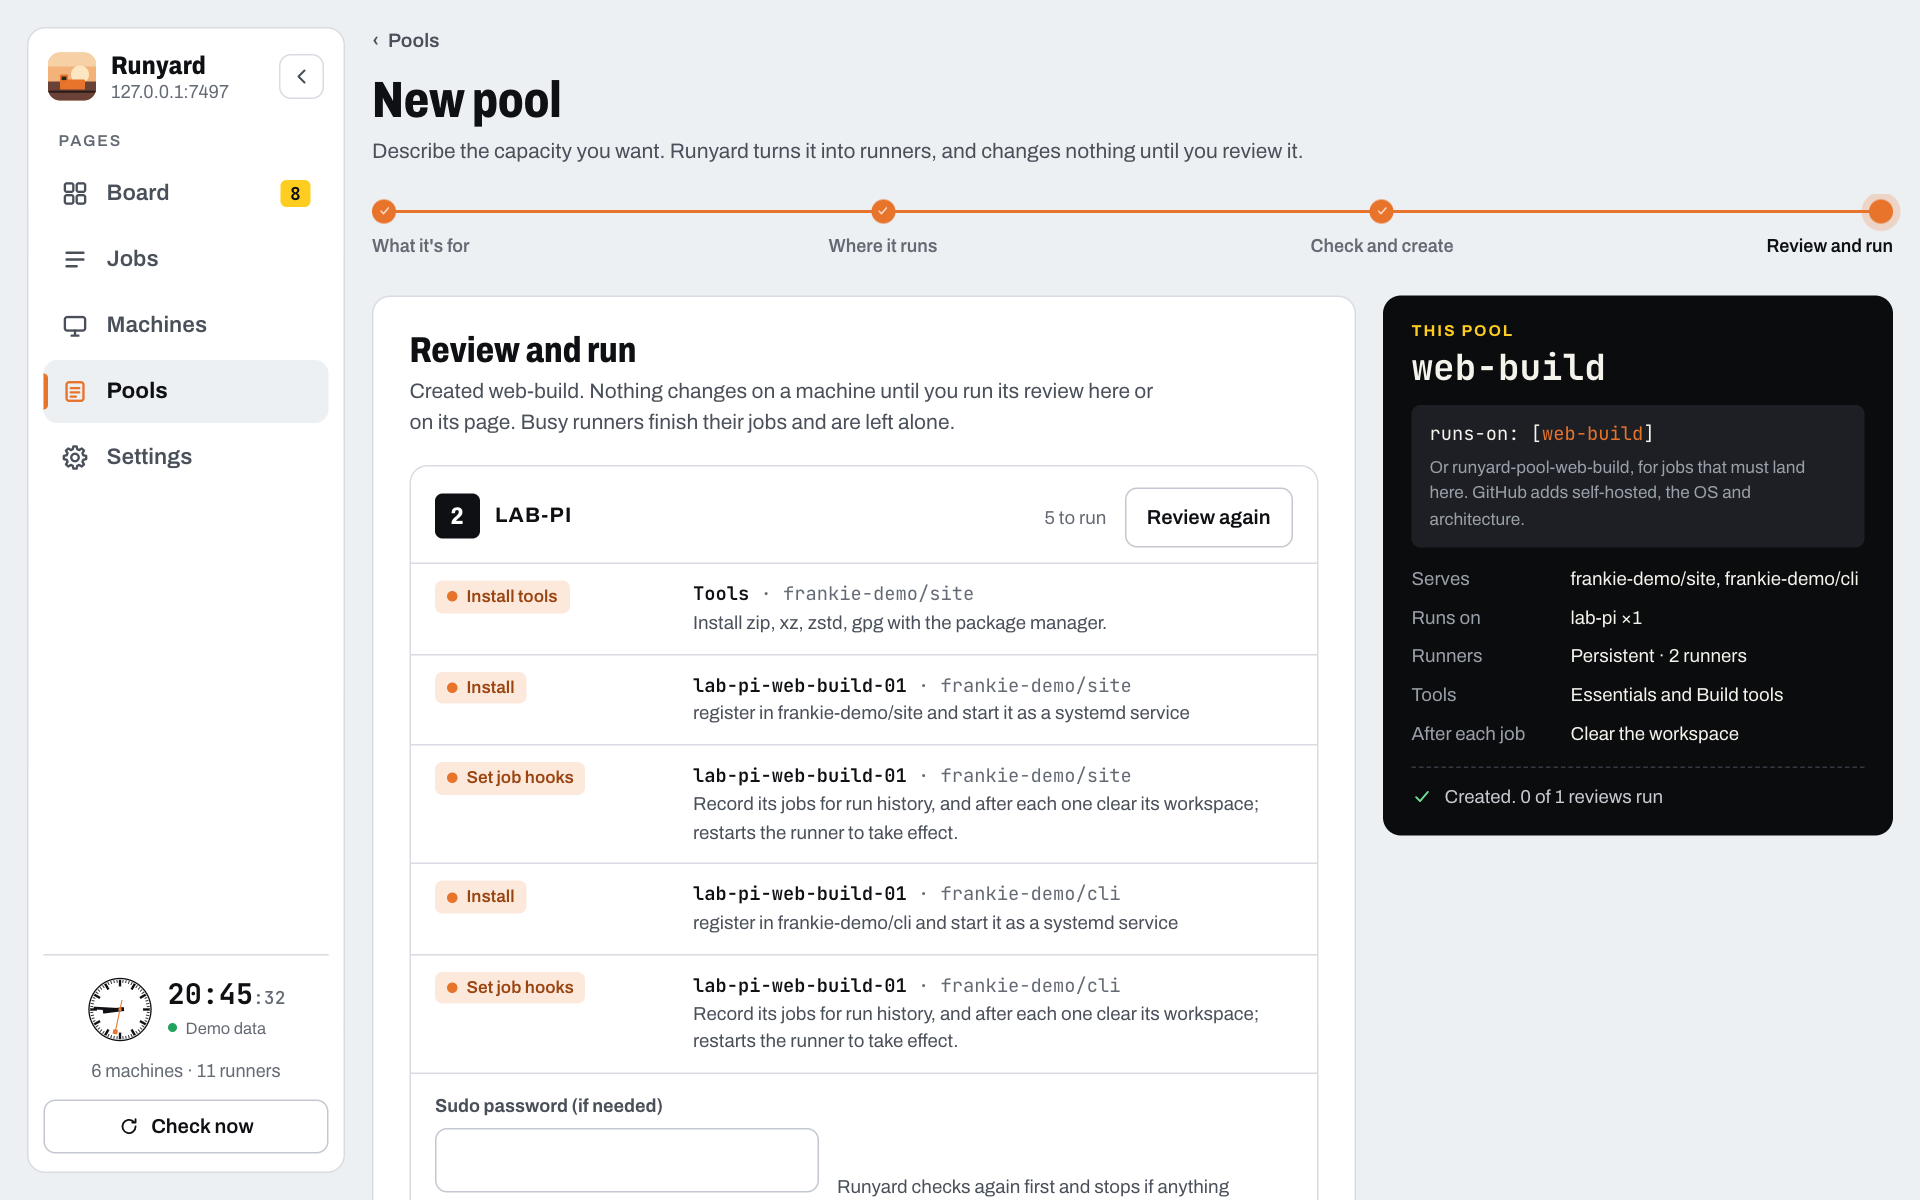 Runyard
127.0.0.1:7497
PAGES
Board
8
Jobs
Machines
Pools
Settings
20:45:32
Demo data
6 machines · 11 runners
Check now
‹ Pools
New pool
Describe the capacity you want. Runyard turns it into runners, and changes nothing until you review it.
What it's for
Where it runs
Check and create
Review and run
Review and run
Created web-build. Nothing changes on a machine until you run its review here or
on its page. Busy runners finish their jobs and are left alone.
2
LAB-PI
5 to run
Review again
Install tools
Tools · frankie-demo/site
Install zip, xz, zstd, gpg with the package manager.
Install
lab-pi-web-build-01 · frankie-demo/site
register in frankie-demo/site and start it as a systemd service
Set job hooks
lab-pi-web-build-01 · frankie-demo/site
Record its jobs for run history, and after each one clear its workspace;
restarts the runner to take effect.
Install
lab-pi-web-build-01 · frankie-demo/cli
register in frankie-demo/cli and start it as a systemd service
Set job hooks
lab-pi-web-build-01 · frankie-demo/cli
Record its jobs for run history, and after each one clear its workspace;
restarts the runner to take effect.
Sudo password (if needed)
Runyard checks again first and stops if anything
THIS POOL
web-build
runs-on: [web-build]
Or runyard-pool-web-build, for jobs that must land
here. GitHub adds self-hosted, the OS and
architecture.
Serves
frankie-demo/site, frankie-demo/cli
Runs on
lab-pi ×1
Runners
Persistent · 2 runners
Tools
Essentials and Build tools
After each job
Clear the workspace
Created. 0 of 1 reviews run